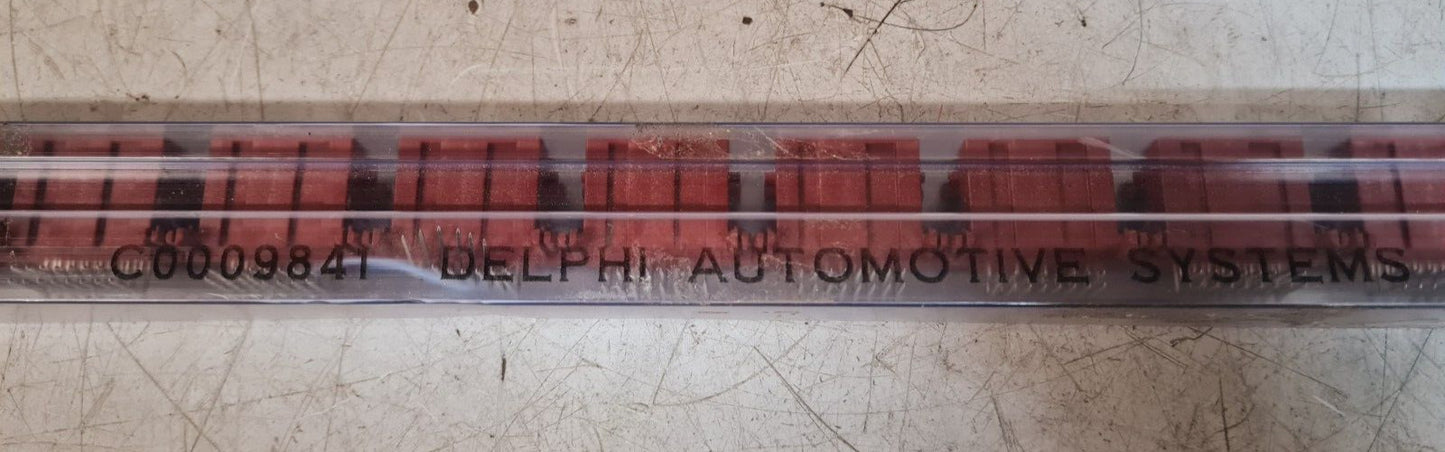 C0009841 DELPHI AUTOMOTIVE SYSTEMS